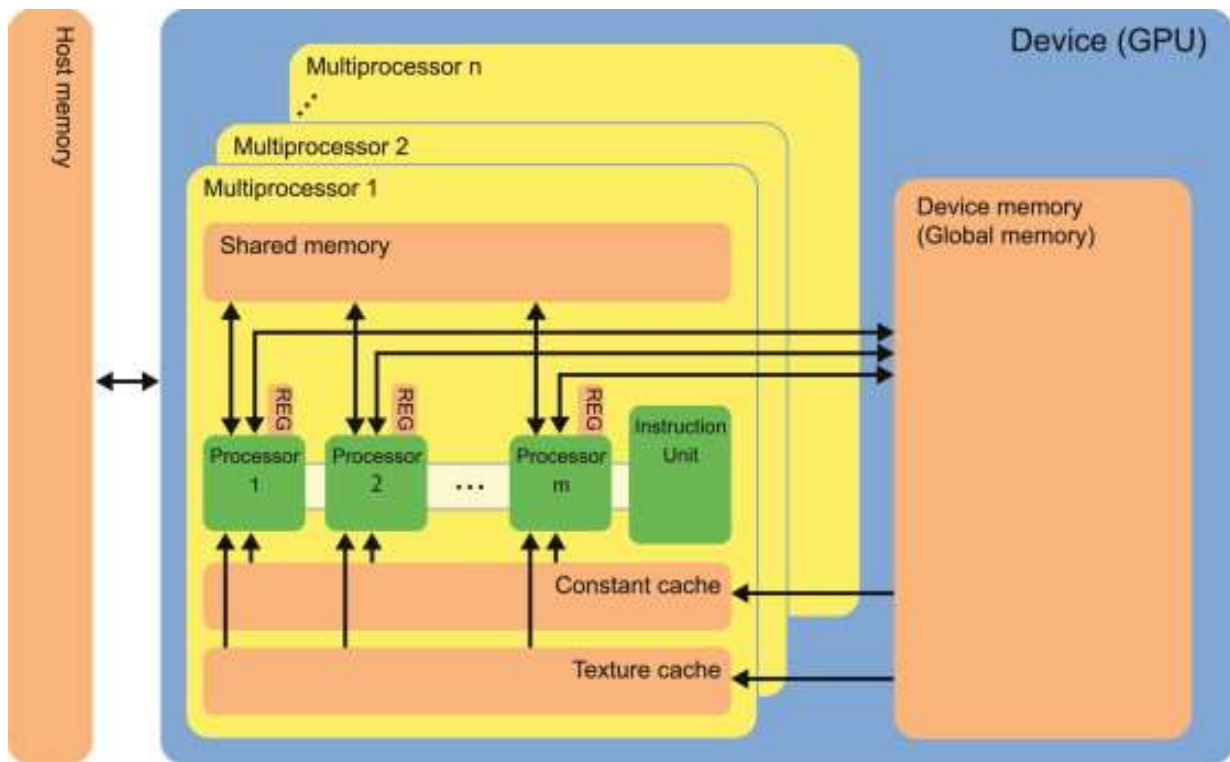 Host memory
Device (GPU)
Multiprocessor n
...
Multiprocessor 2
Multiprocessor 1
Shared memory
Device memory
(Global memory)
REG
REG
REG
Processor
1
Processor
2
...
Processor
m
Instruction
Unit
Constant cache
Texture cache